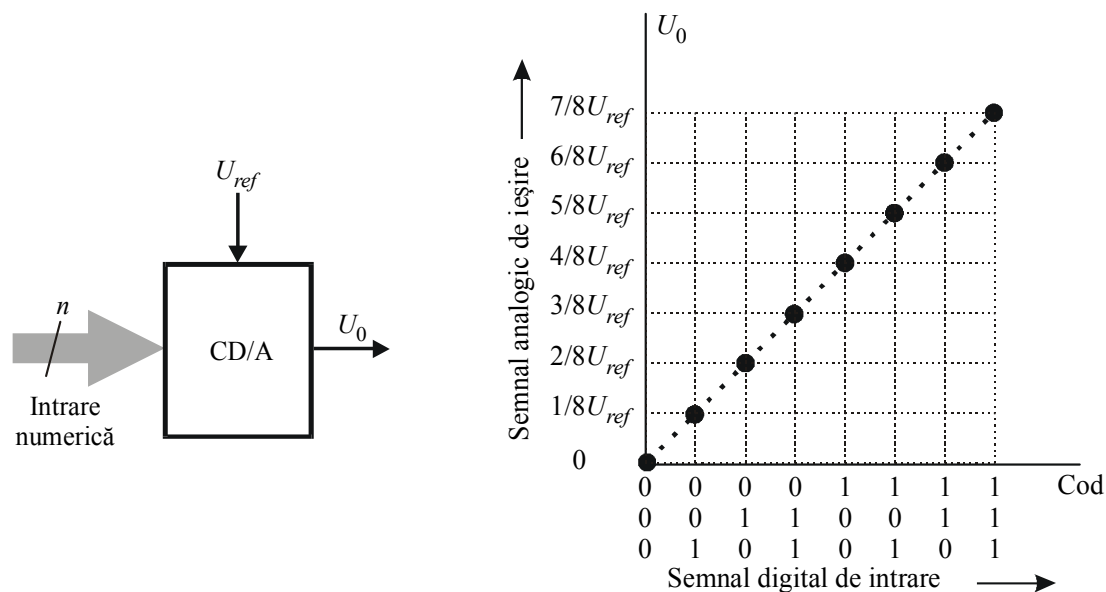 U_ref
n
CD/A
U_0
Intrare
numerică
U_0
Semnal analogic de ieşire
7/8U_ref
6/8U_ref
5/8U_ref
4/8U_ref
3/8U_ref
2/8U_ref
1/8U_ref
0
0 0 0 0 1 1 1 1 Cod
0 0 1 1 0 0 1 1
0 1 0 1 0 1 0 1
Semnal digital de intrare